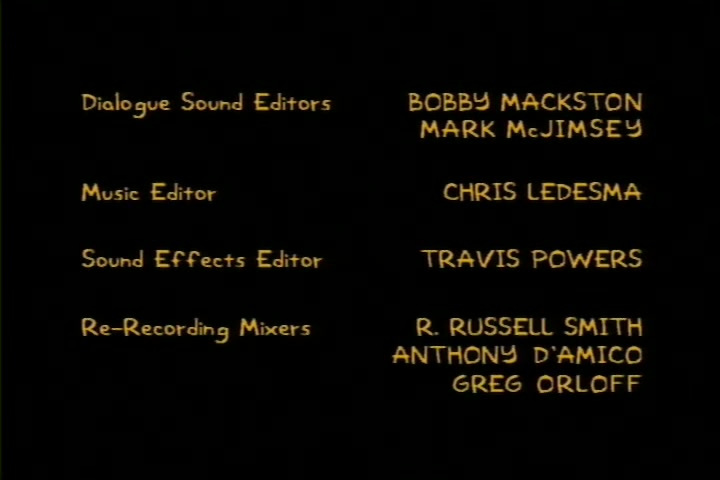 Dialogue Sound Editors BOBBY MACKSTON
MARK McJIMSEY
Music Editor CHRIS LEDESMA
Sound Effects Editor TRAVIS POWERS
Re-Recording Mixers R. RUSSELL SMITH
ANTHONY D'AMICO
GREG ORLOFF